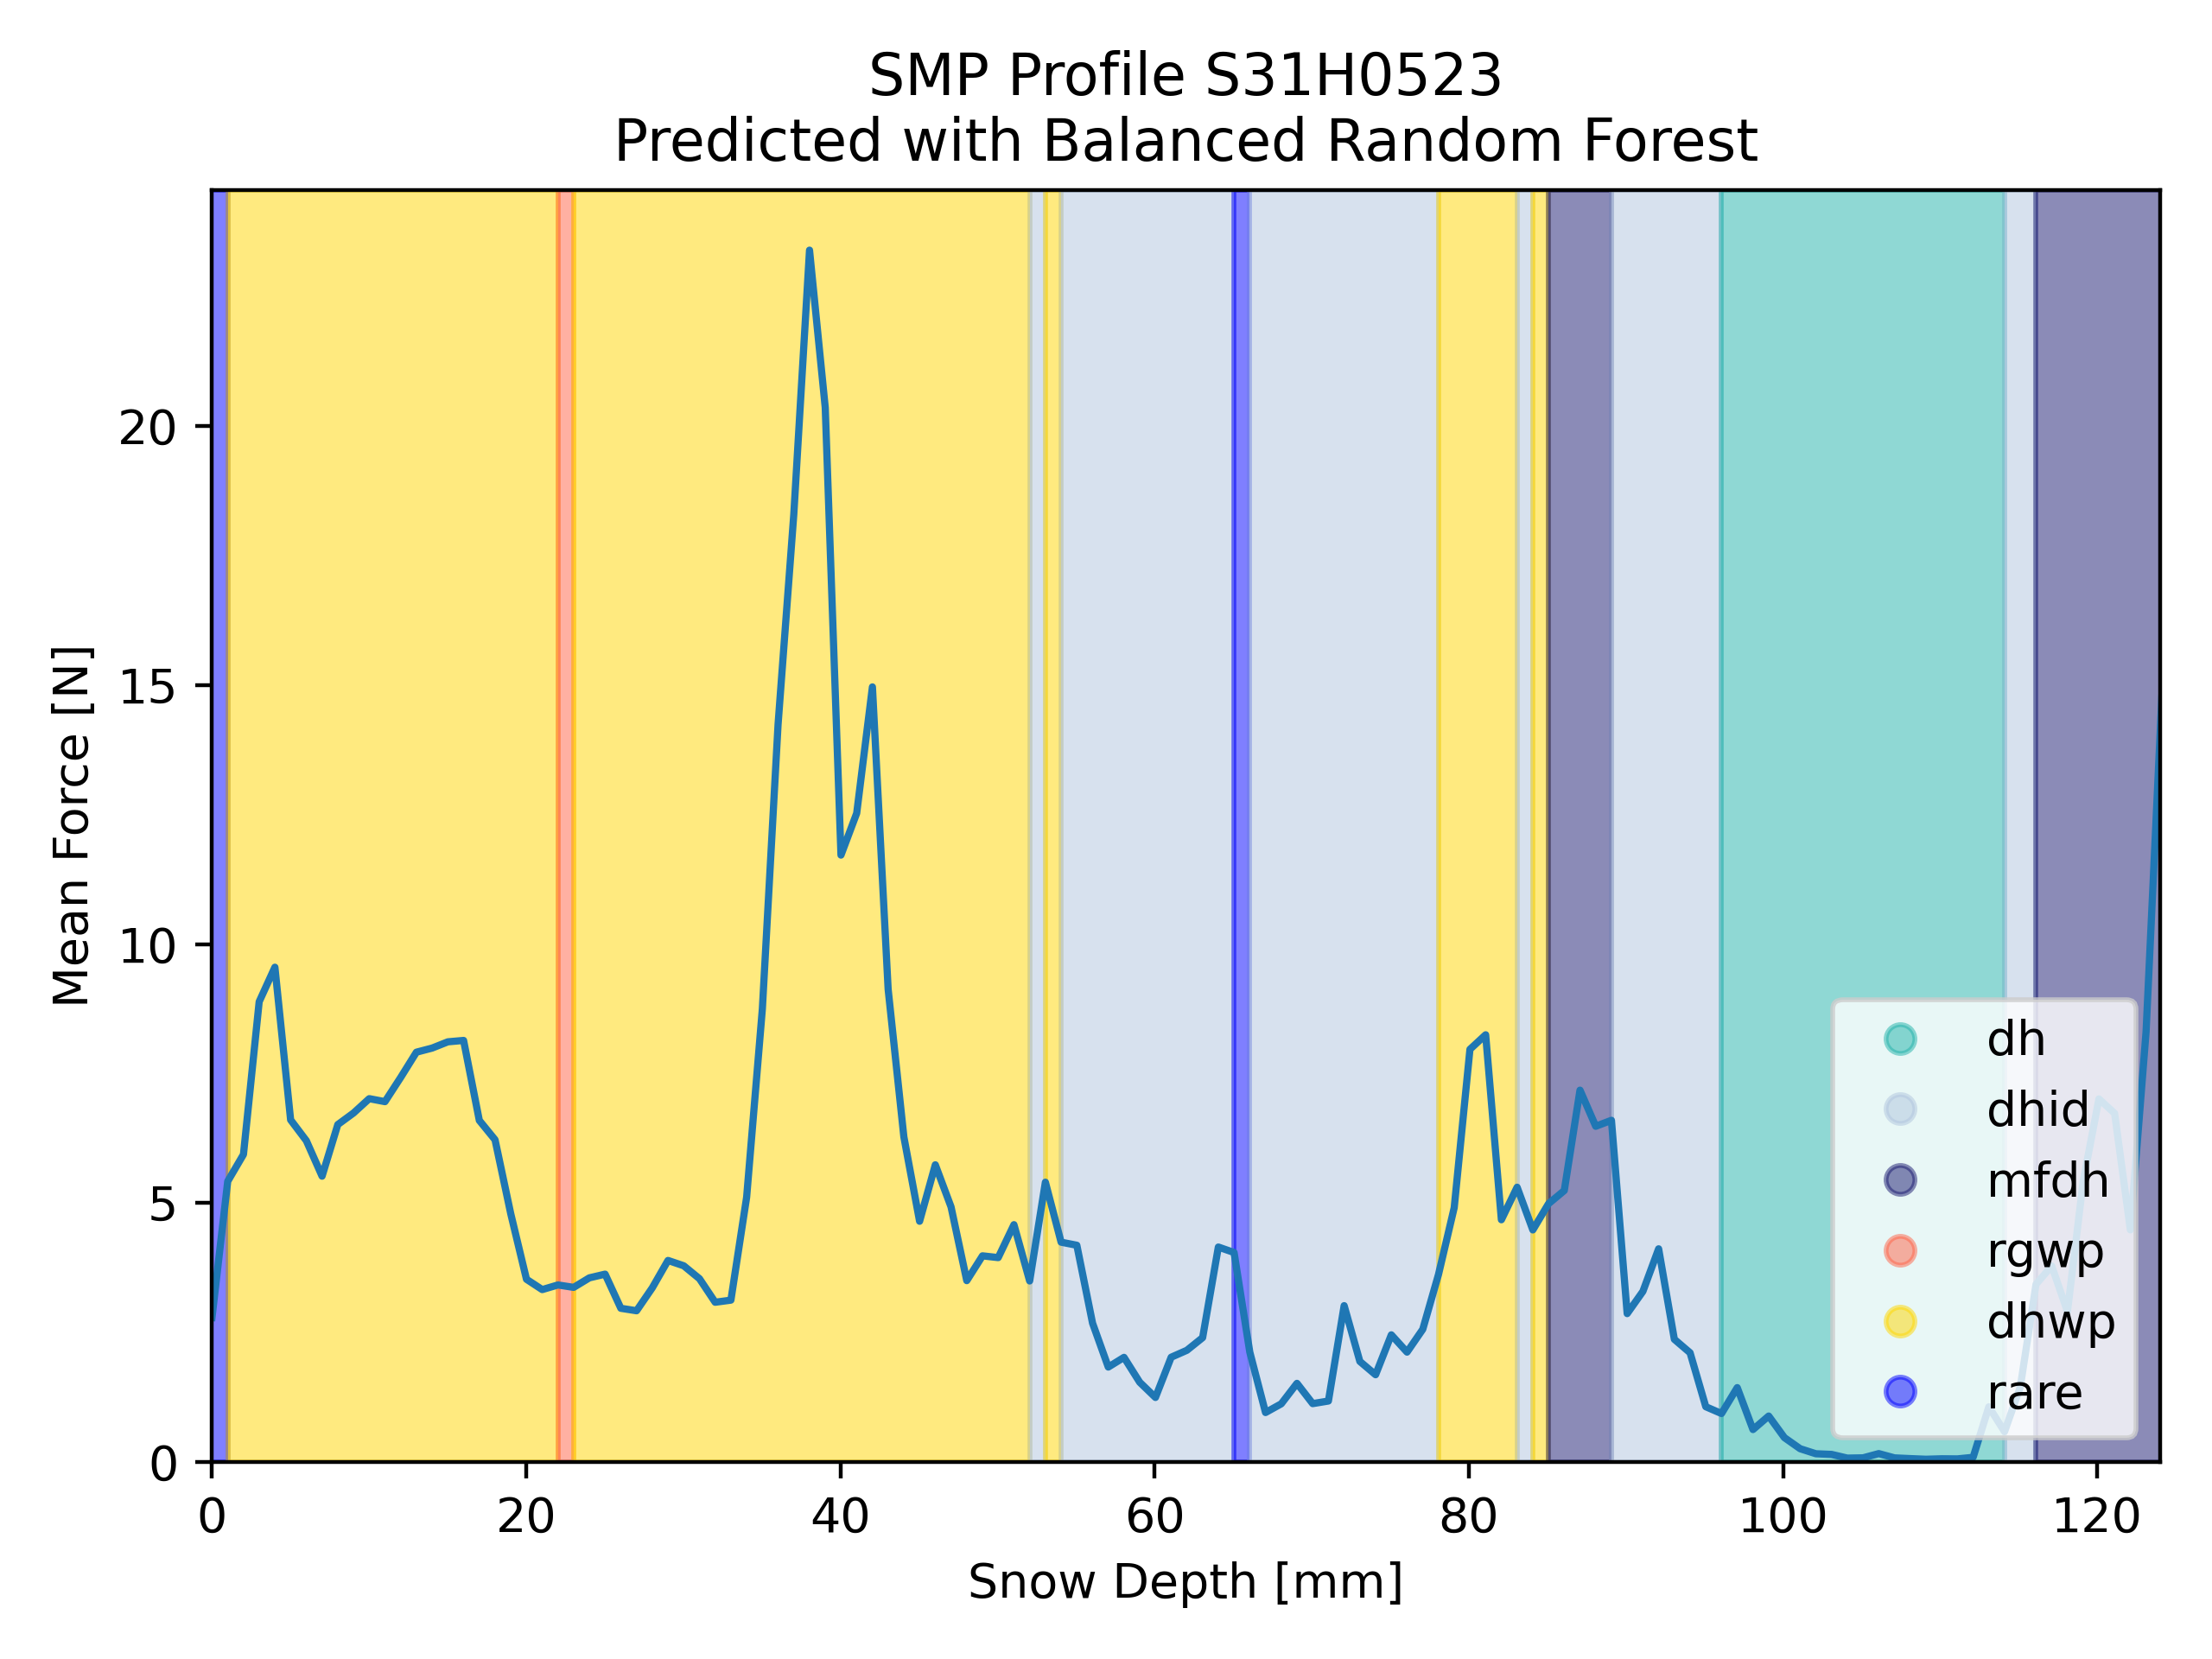 SMP Profile S31H0523
Predicted with Balanced Random Forest
Mean Force [N]
20
15
10
5
0
0 20 40 60 80 100 120
Snow Depth [mm]
dh
dhid
mfdh
rgwp
dhwp
rare